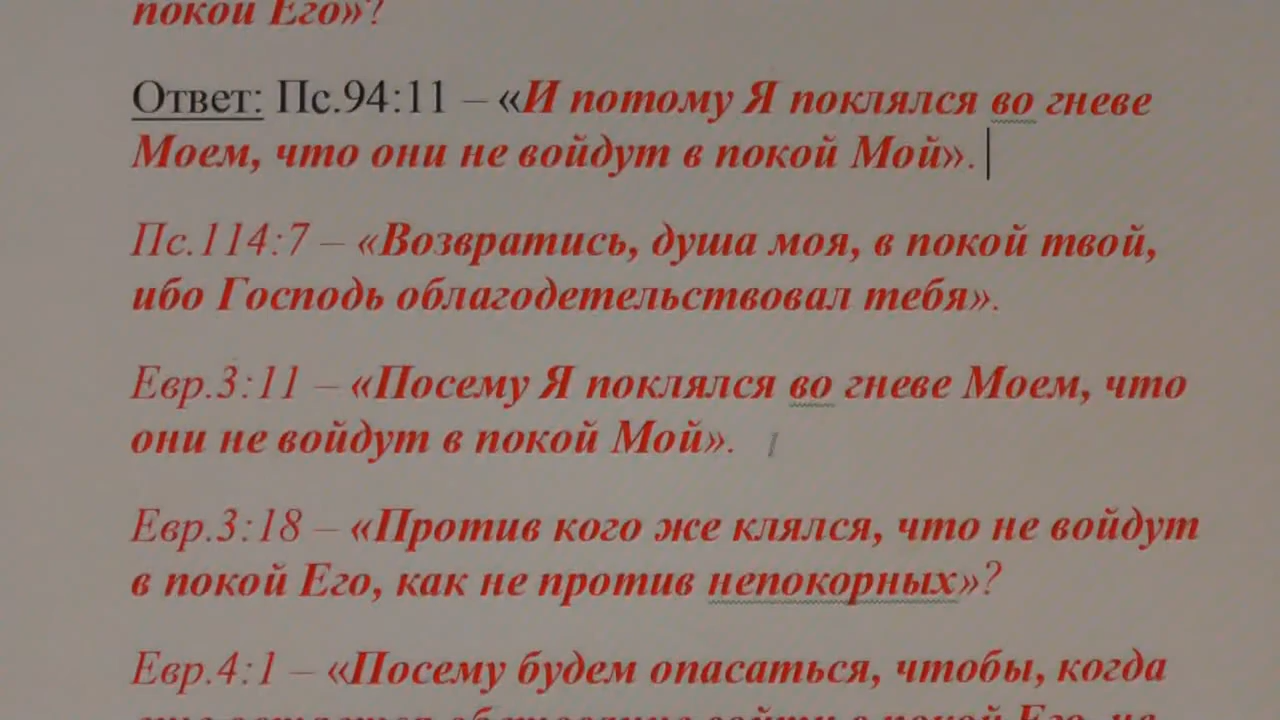 покой Его»?
Ответ: Пс.94:11 – «И потому Я поклялся во гневе
Моем, что они не войдут в покой Мой».
Пс.114:7 – «Возвратись, душа моя, в покой твой,
ибо Господь облагодетельствовал тебя».
Евр.3:11 – «Посему Я поклялся во гневе Моем, что
они не войдут в покой Мой».
Евр.3:18 – «Против кого же клялся, что не войдут
в покой Его, как не против непокорных»?
Евр.4:1 – «Посему будем опасаться, чтобы, когда
в покой Его, не